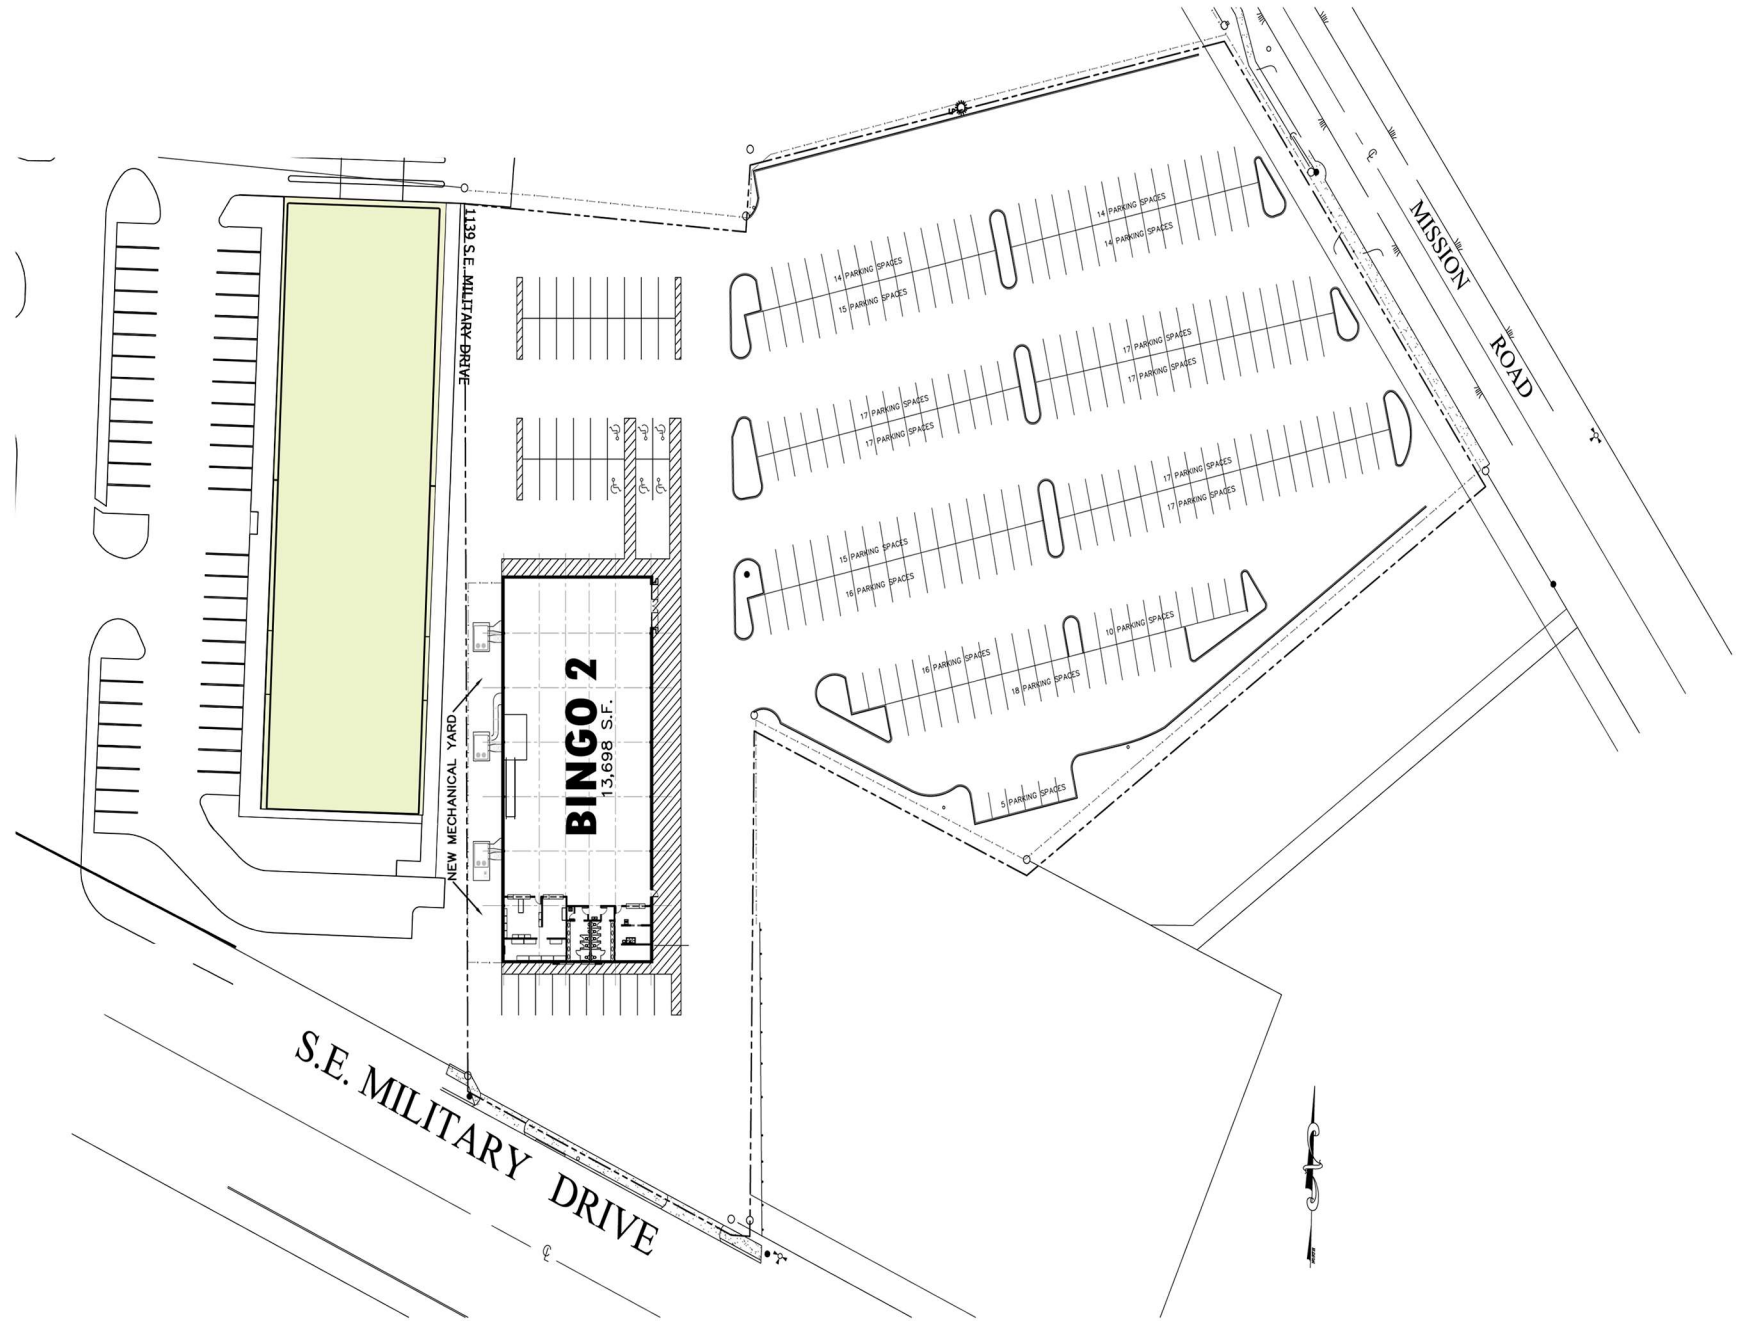 LP
14 PARKING SPACES
14 PARKING SPACES
14 PARKING SPACES
15 PARKING SPACES
MISSION
ROAD
1139 S.E. MILITARY DRIVE
17 PARKING SPACES
17 PARKING SPACES
17 PARKING SPACES
17 PARKING SPACES
17 PARKING SPACES
17 PARKING SPACES
15 PARKING SPACES
16 PARKING SPACES
10 PARKING SPACES
16 PARKING SPACES
18 PARKING SPACES
5 PARKING SPACES
BINGO 2
13,698 S.F.
NEW MECHANICAL YARD
S.E. MILITARY DRIVE